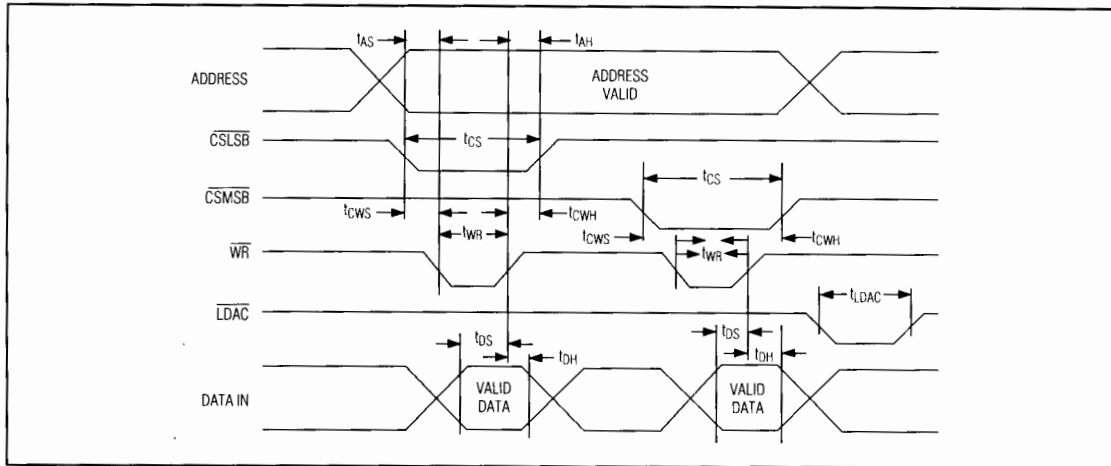 tAS
tAH
ADDRESS
ADDRESS
VALID
CSLSB
tCS
CSMSB
tCS
tCWS
tCWH
tWR
tCWS
tCWH
WR
tWR
LDAC
tLDAC
tDS
tDH
tDS
tDH
DATA IN
VALID
DATA
VALID
DATA